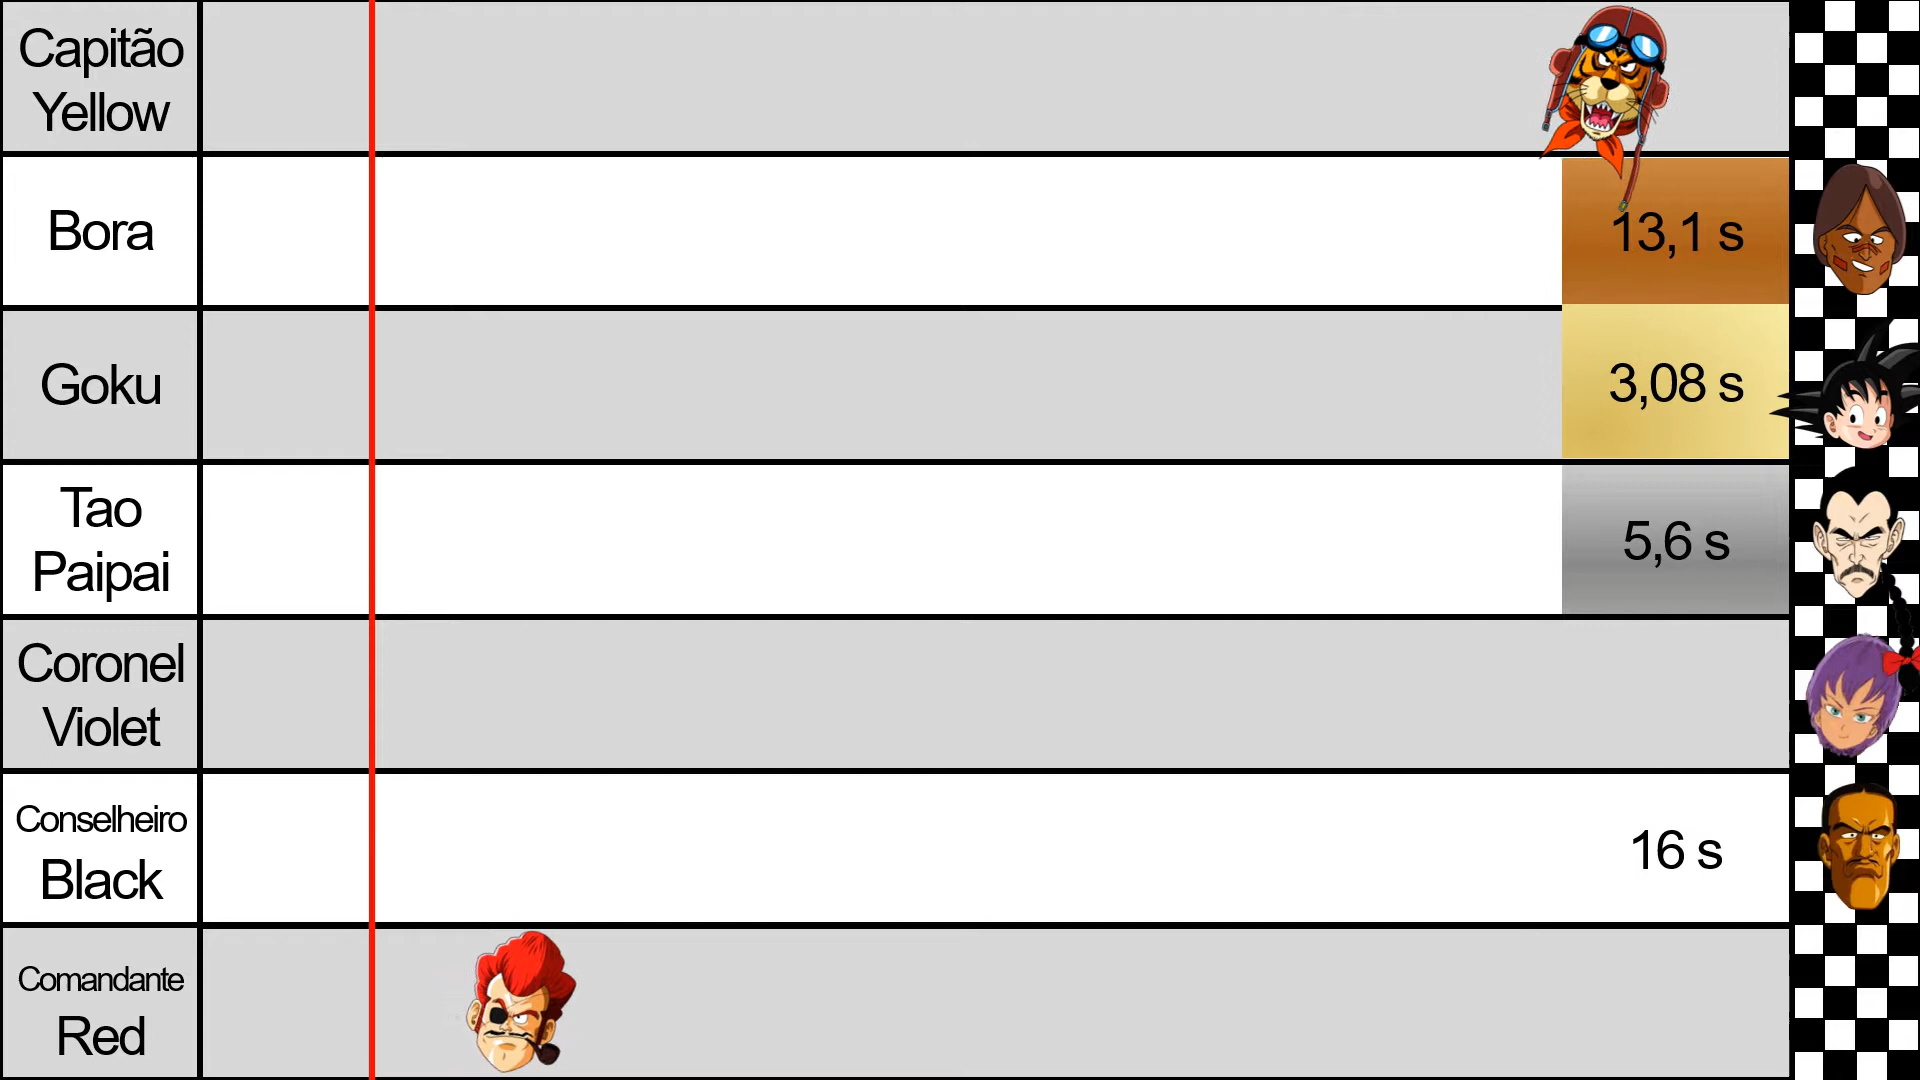 Capitão
Yellow
Bora
13,1 s
Goku
3,08 s
Tao
Paipai
5,6 s
Coronel
Violet
Conselheiro
Black
16 s
Comandante
Red